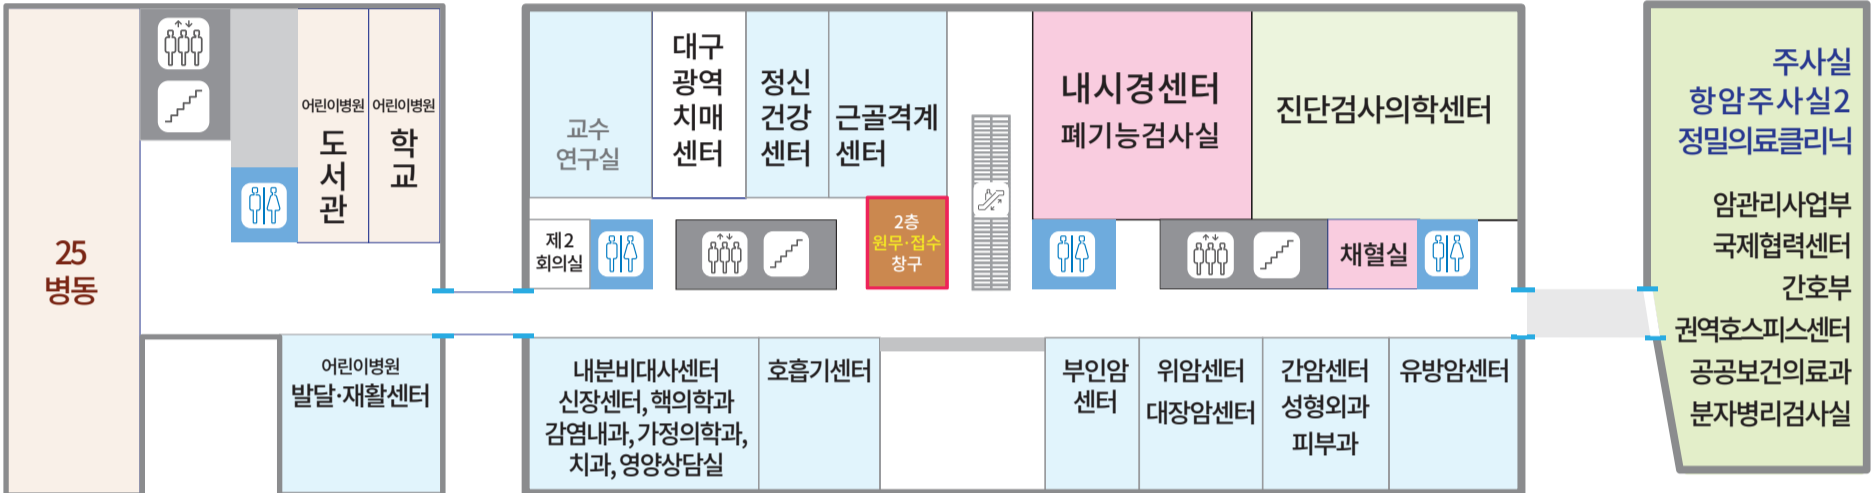 25
병동
어린이병원
도서관
어린이병원
학교
어린이병원
발달·재활센터
교수
연구실
대구
광역
치매
센터
정신
건강
센터
근골격계
센터
제2
회의실
2층
원무·접수
창구
내시경센터
폐기능검사실
진단검사의학센터
채혈실
내분비대사센터
신장센터, 핵의학과
감염내과, 가정의학과,
치과, 영양상담실
호흡기센터
부인암
센터
위암센터
대장암센터
간암센터
성형외과
피부과
유방암센터
주사실
항암주사실2
정밀의료클리닉
암관리사업부
국제협력센터
간호부
권역호스피스센터
공공보건의료과
분자병리검사실